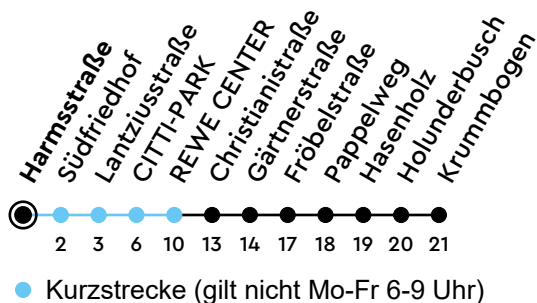 Harmsstraße
Südfriedhof
Lantziusstraße
CITTI-PARK
REWE CENTER
Christianistraße
Gärtnerstraße
Fröbelstraße
Pappelweg
Hasenholz
Holunderbusch
Krummbogen
2 3 6 10 13 14 17 18 19 20 21
Kurzstrecke (gilt nicht Mo-Fr 6-9 Uhr)